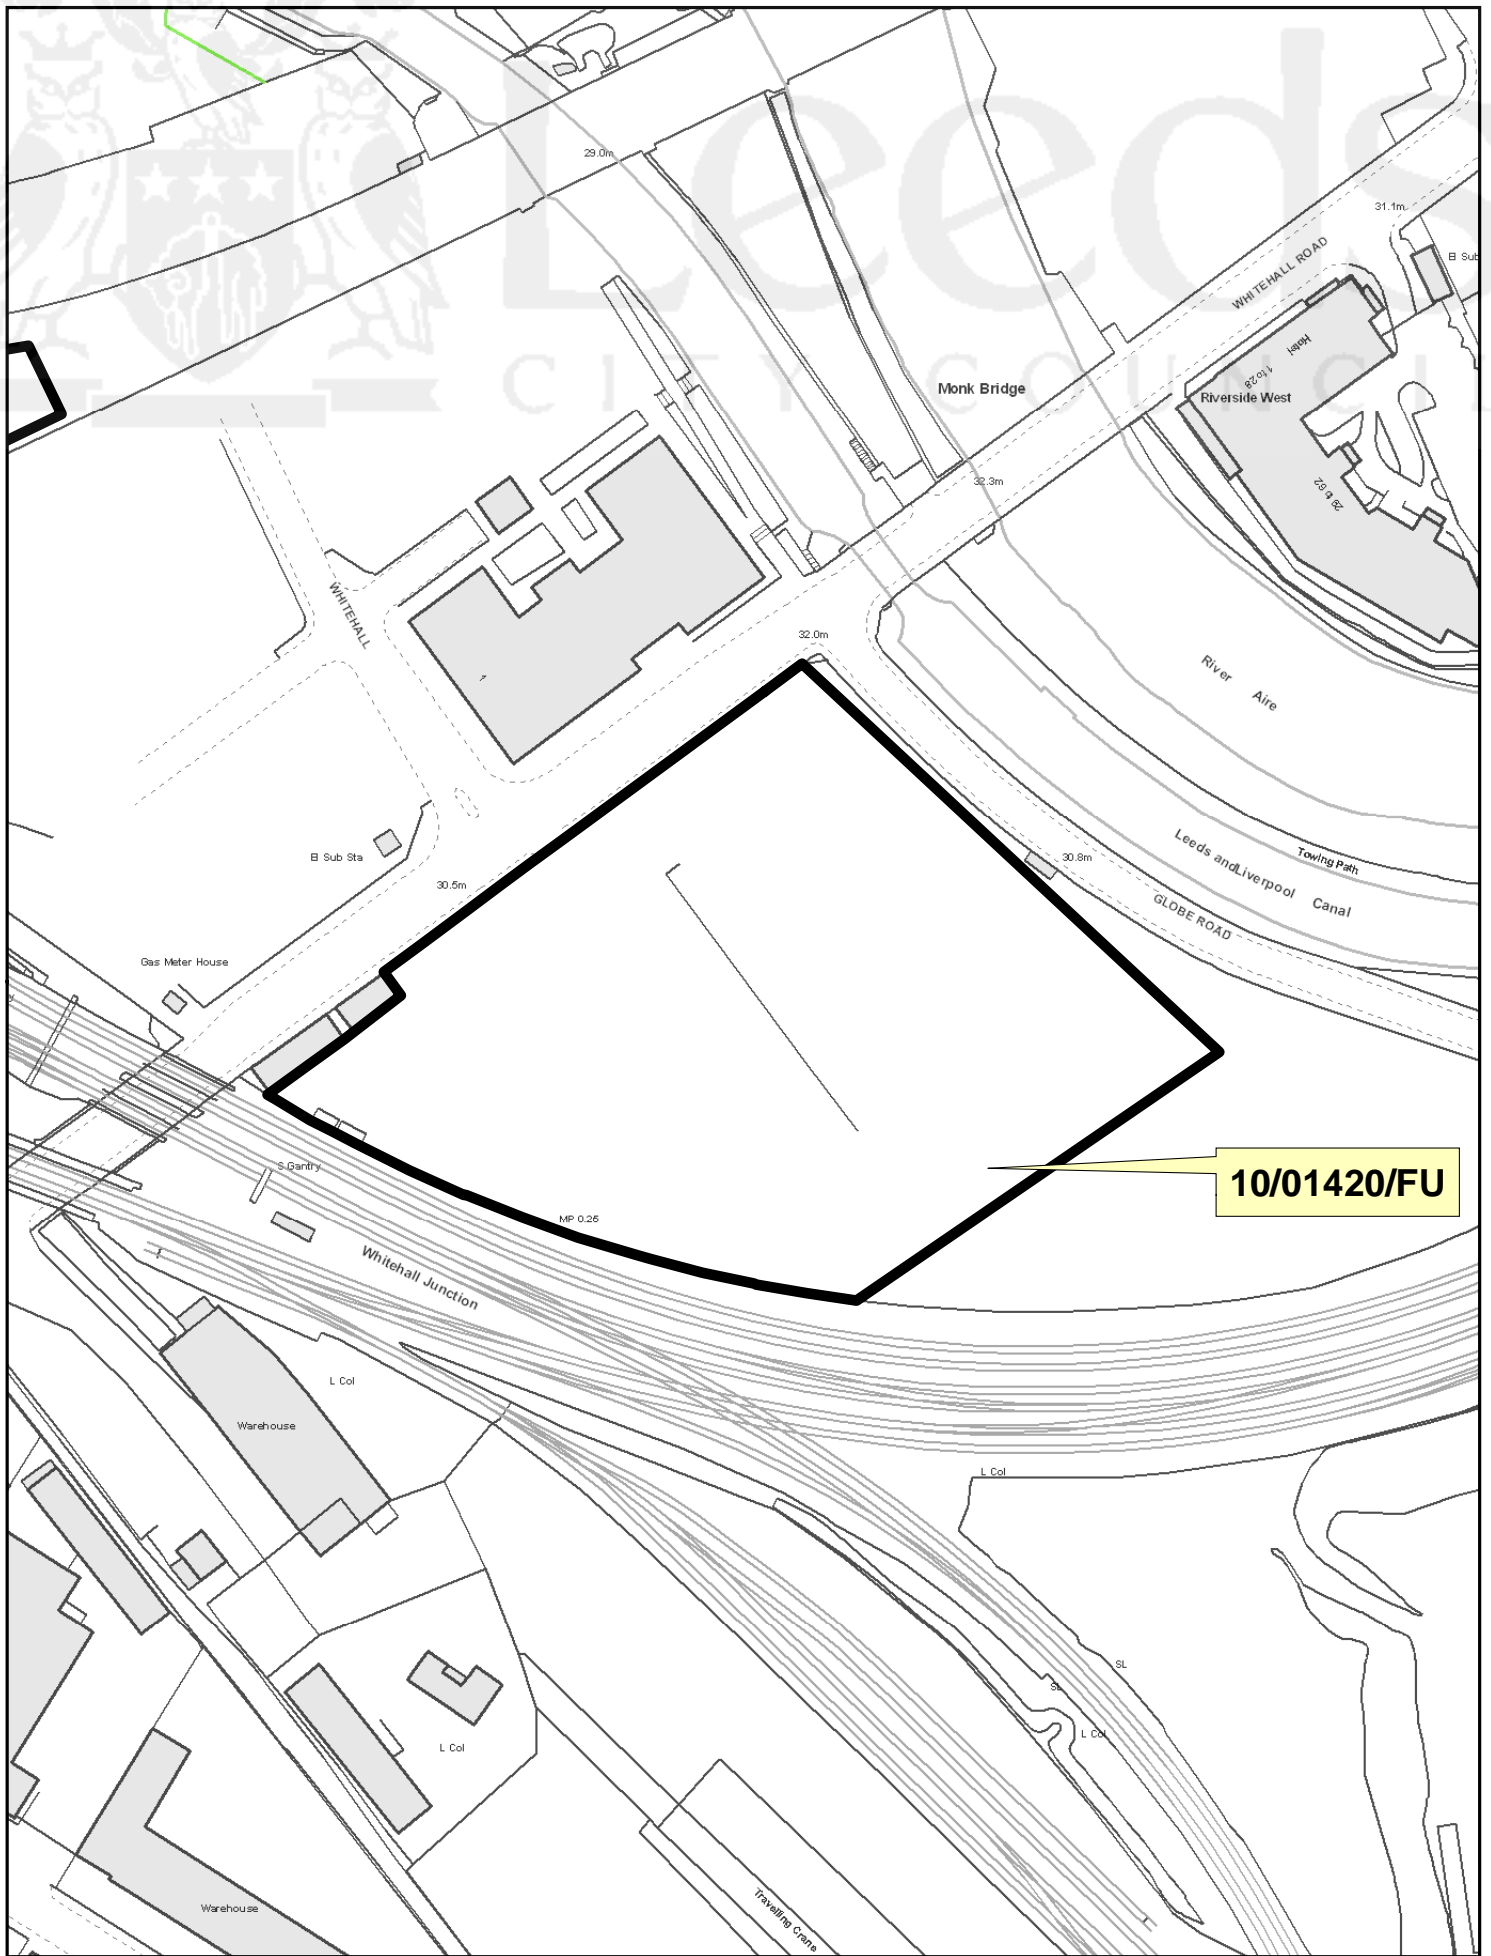 Leeds
CITY COUNCIL
29.0m
31.1m
WHITEHALL ROAD
El Sub
Hotel
1 to 28
Monk Bridge
Riverside West
32.3m
29 to 62
WHITEHALL
32.0m
1
River Aire
El Sub Sta
30.8m
Towing Path
30.5m
Leeds and Liverpool Canal
GLOBE ROAD
Gas Meter House
S Gantry
10/01420/FU
MP 0.25
Whitehall Junction
L Col
Warehouse
L Col
SL
SL
L Col
L Col
Travelling Crane
Warehouse